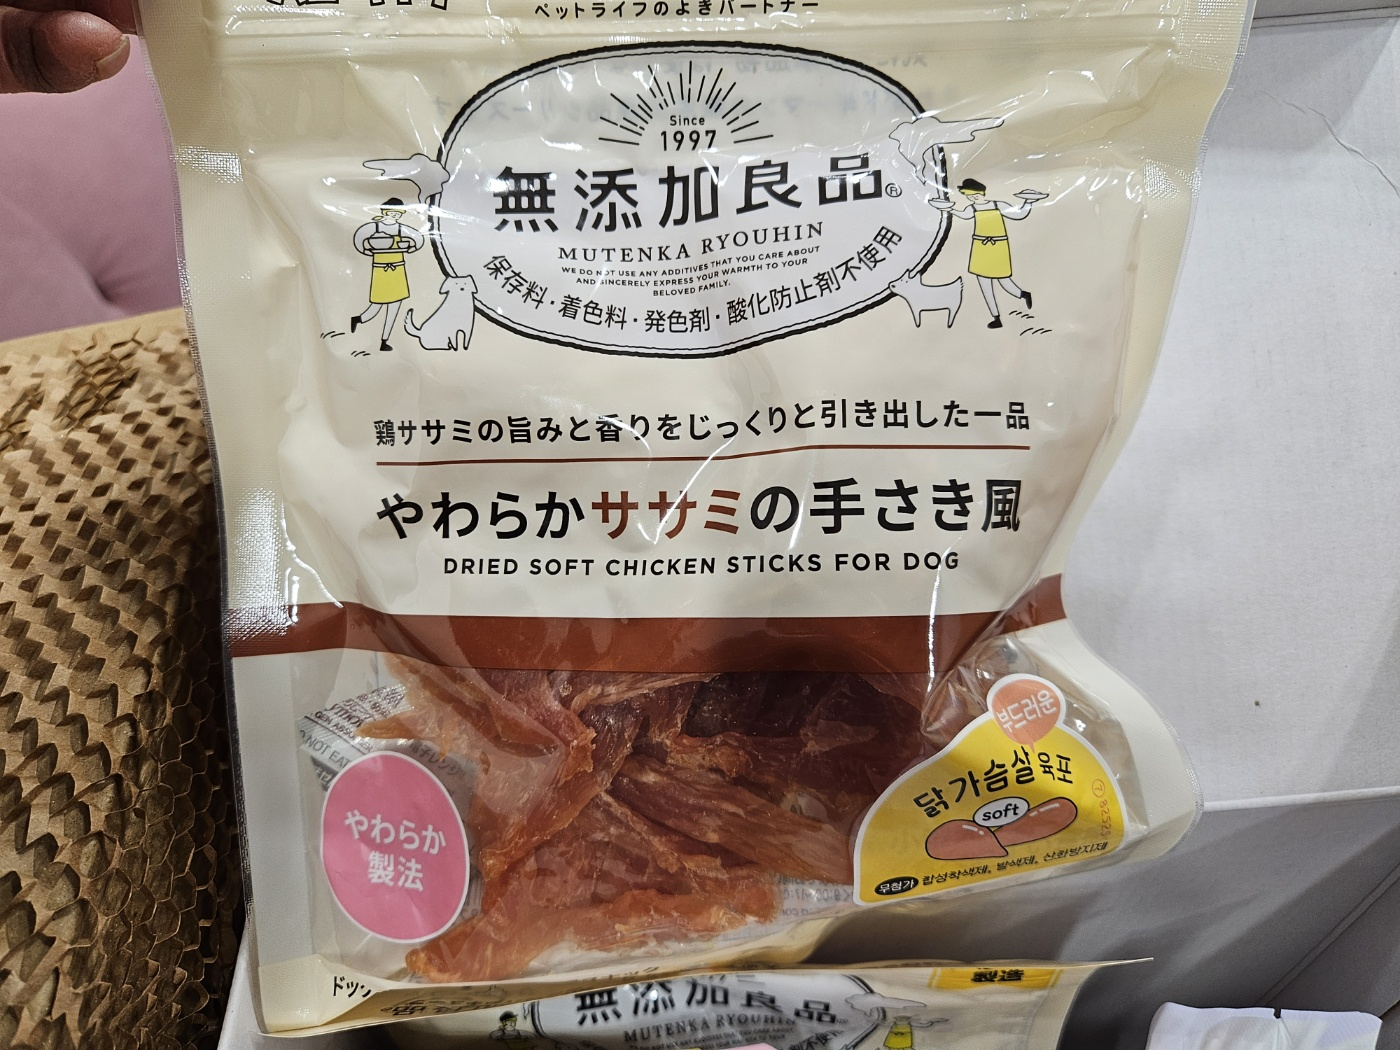 ペットライフのよきパートナー
Since
1997
無添加良品®
MUTENKA RYOUHIN
WE DO NOT USE ANY ADDITIVES THAT YOU CARE ABOUT
AND SINCERELY EXPRESS YOUR WARMTH TO YOUR
BELOVED FAMILY.
保存料・着色料・発色剤・酸化防止剤不使用
鶏ササミの旨みと香りをじっくりと引き出した一品
やわらかササミの手さき風
DRIED SOFT CHICKEN STICKS FOR DOG
부드러운
닭가슴살 육포
soft
무첨가 합성착색제, 발색제, 산화방지제
NOT EAT
やわらか
製法
ドッグ
製造
無添加良品
MUTENKA RYOUHIN